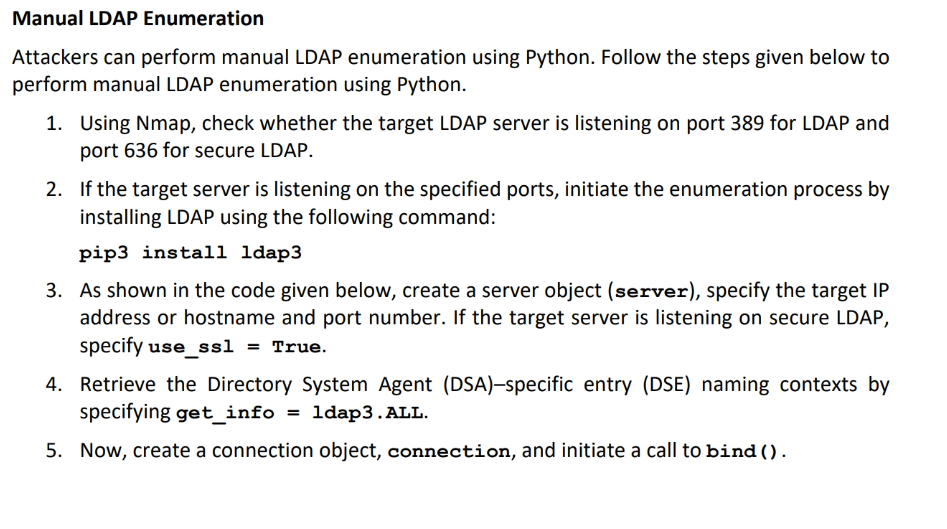 Manual LDAP Enumeration
Attackers can perform manual LDAP enumeration using Python. Follow the steps given below to
perform manual LDAP enumeration using Python.
1. Using Nmap, check whether the target LDAP server is listening on port 389 for LDAP and
port 636 for secure LDAP.
2. If the target server is listening on the specified ports, initiate the enumeration process by
installing LDAP using the following command:
pip3 install ldap3
3. As shown in the code given below, create a server object (server), specify the target IP
address or hostname and port number. If the target server is listening on secure LDAP,
specify use_ssl = True.
4. Retrieve the Directory System Agent (DSA)–specific entry (DSE) naming contexts by
specifying get_info = ldap3.ALL.
5. Now, create a connection object, connection, and initiate a call to bind().